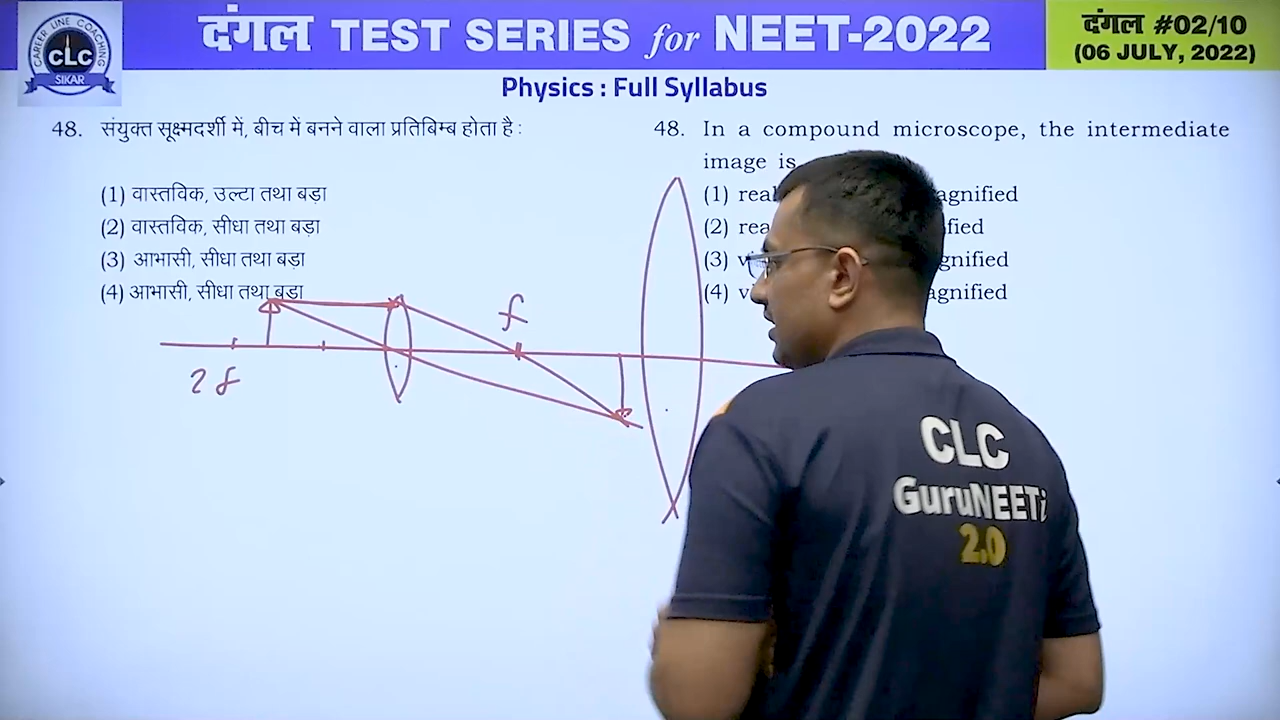 CAREER LINE COACHING
CLC
SIKAR
दंगल TEST SERIES for NEET-2022
दंगल #02/10
(06 JULY, 2022)
Physics : Full Syllabus
48. संयुक्त सूक्ष्मदर्शी में, बीच में बनने वाला प्रतिबिम्ब होता है :
(1) वास्तविक, उल्टा तथा बड़ा
(2) वास्तविक, सीधा तथा बड़ा
(3) आभासी, सीधा तथा बड़ा
(4) आभासी, सीधा तथा बड़ा
48. In a compound microscope, the intermediate
image is
(1)
(2)
(3)
(4)
f
2f
CLC
GuruNEETi
2.0